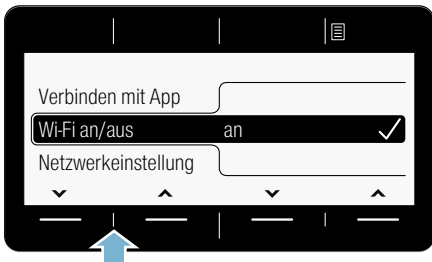 Verbinden mit App
Wi-Fi an/aus an
Netzwerkeinstellung